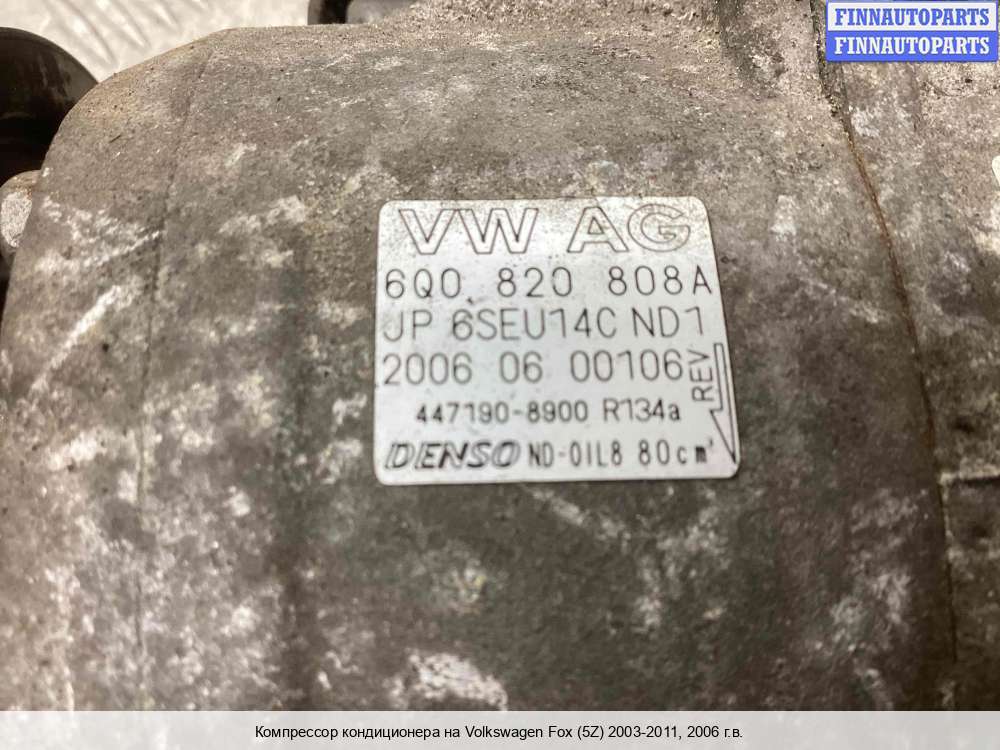 FINNAUTOPARTS
FINNAUTOPARTS
VW AG
6Q0 820 808A
JP 6SEU14C ND1
2006 06 00106
REV
447190-8900 R134a
DENSO ND-OIL8 80cm³
Компрессор кондиционера на Volkswagen Fox (5Z) 2003-2011, 2006 г.в.